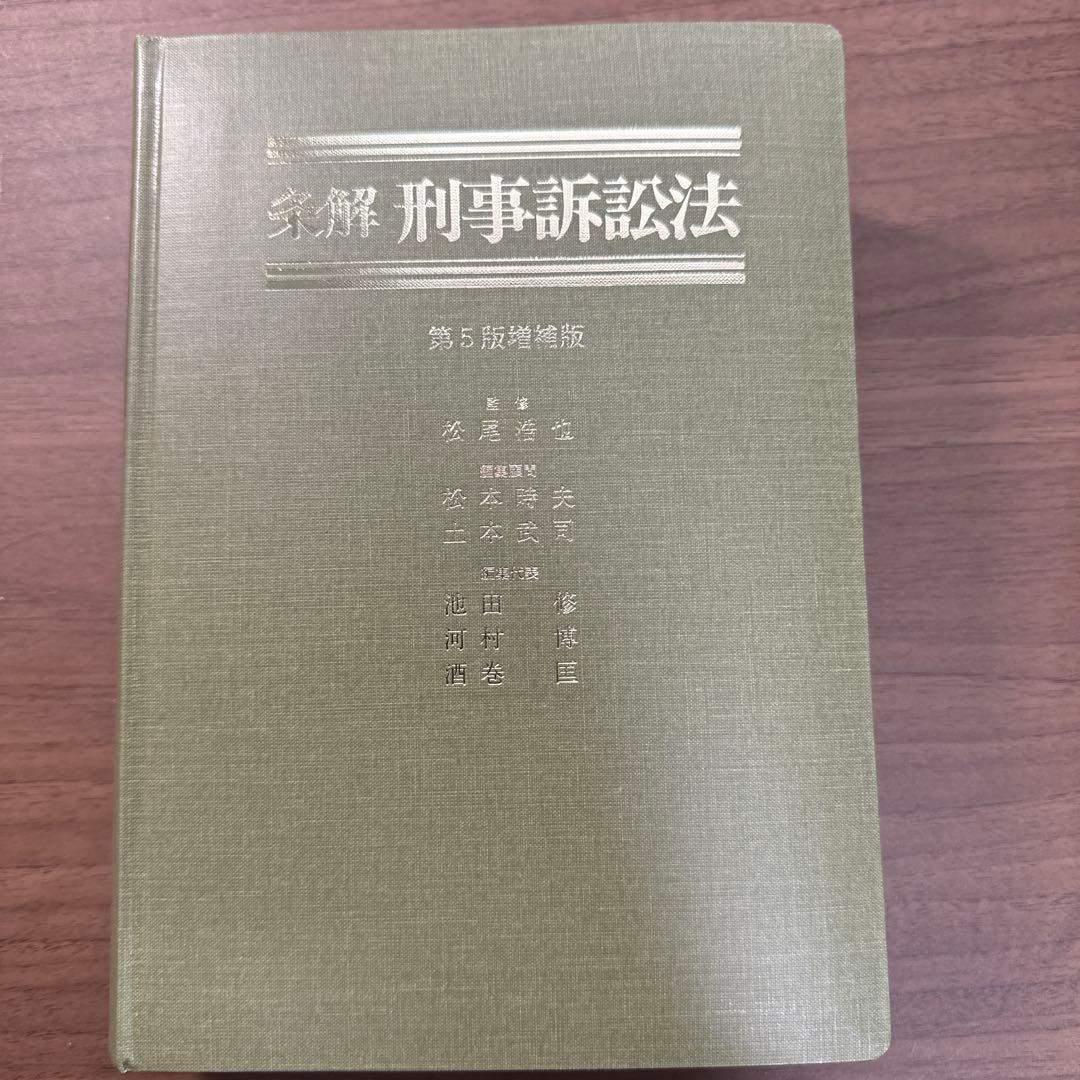 条解 刑事訴訟法
第5版増補版
監修
松尾浩也
編集顧問
松本時夫
土本武司
編集代表
池田 修
河村 博
酒巻 匡